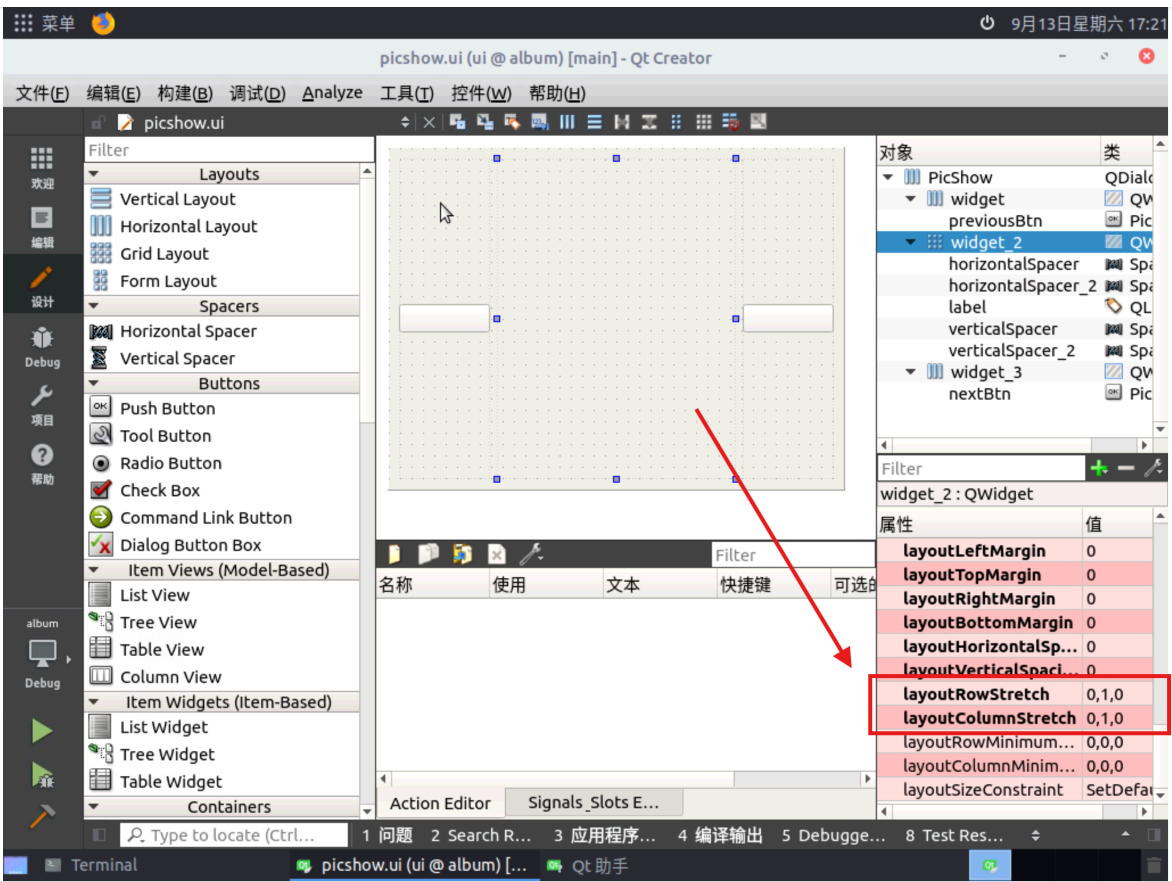 菜单
9月13日星期六 17:21
picshow.ui (ui @ album) [main] - Qt Creator
文件(F) 编辑(E) 构建(B) 调试(D) Analyze 工具(T) 控件(W) 帮助(H)
picshow.ui
欢迎
编辑
设计
Debug
项目
帮助
album
Debug
Filter
Layouts
Vertical Layout
Horizontal Layout
Grid Layout
Form Layout
Spacers
Horizontal Spacer
Vertical Spacer
Buttons
OK Push Button
Tool Button
Radio Button
Check Box
Command Link Button
Dialog Button Box
Item Views (Model-Based)
List View
Tree View
Table View
Column View
Item Widgets (Item-Based)
List Widget
Tree Widget
Table Widget
Containers
Filter
名称 使用 文本 快捷键 可选的
Action Editor Signals_Slots E...
对象 类
PicShow QDialo
widget QW
previousBtn OK Pic
widget_2 QW
horizontalSpacer Spa
horizontalSpacer_2 Spa
label QL
verticalSpacer Spa
verticalSpacer_2 Spa
widget_3 QW
nextBtn OK Pic
Filter
widget_2 : QWidget
属性 值
layoutLeftMargin 0
layoutTopMargin 0
layoutRightMargin 0
layoutBottomMargin 0
layoutHorizontalSp... 0
layoutVerticalSpaci... 0
layoutRowStretch 0,1,0
layoutColumnStretch 0,1,0
layoutRowMinimum... 0,0,0
layoutColumnMinim... 0,0,0
layoutSizeConstraint SetDefau
Type to locate (Ctrl... 1 问题 2 Search R... 3 应用程序... 4 编译输出 5 Debugge... 8 Test Res...
Terminal picshow.ui (ui @ album) [... Qt 助手